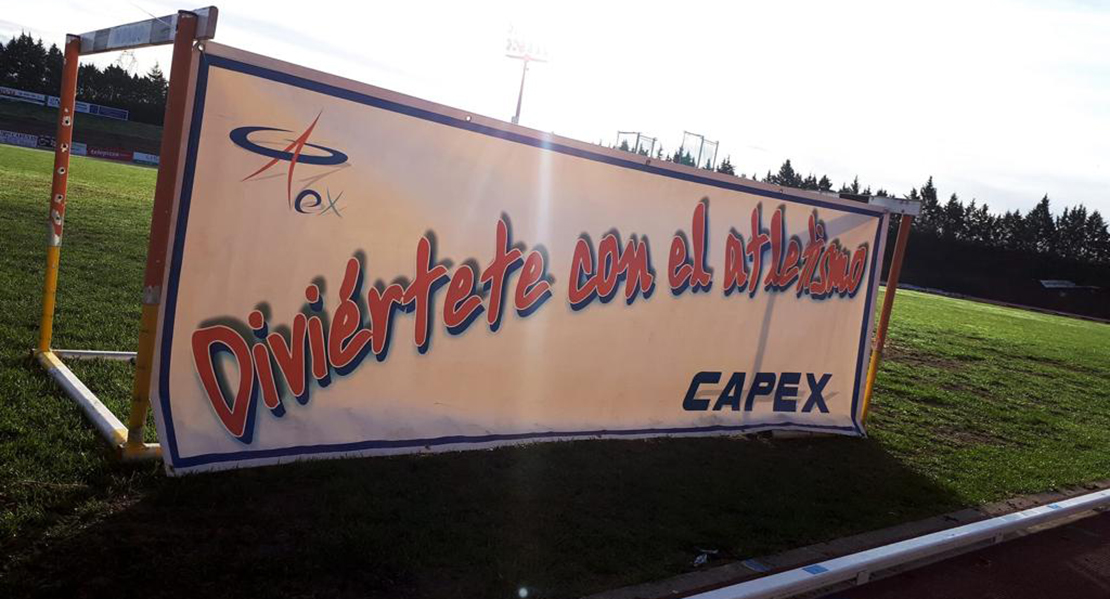 ex
Diviértete con el atletismo
CAPEX